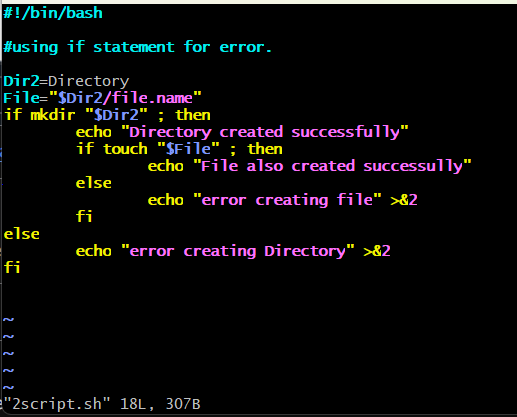 #!/bin/bash
#using if statement for error.
Dir2=Directory
File="$Dir2/file.name"
if mkdir "$Dir2" ; then
echo "Directory created successfully"
if touch "$File" ; then
echo "File also created successully"
else
echo "error creating file" >&2
fi
else
echo "error creating Directory" >&2
fi
~
~
~
~
~
"2script.sh" 18L, 307B